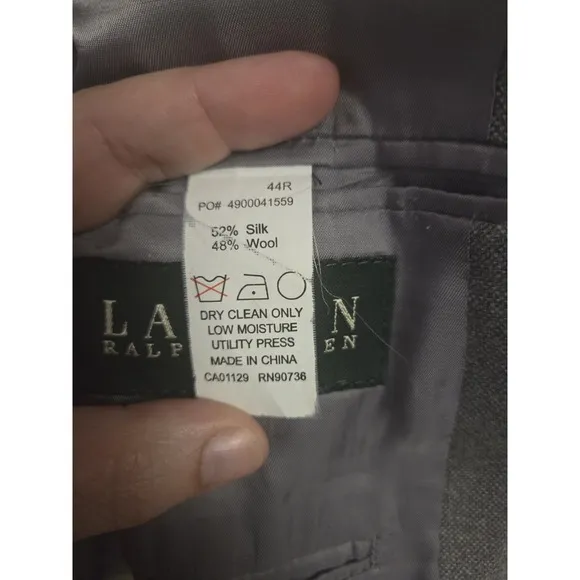 44R
PO# 4900041559
52% Silk
48% Wool
DRY CLEAN ONLY
LOW MOISTURE
UTILITY PRESS
MADE IN CHINA
CA01129 RN90736
LA N
RALP EN